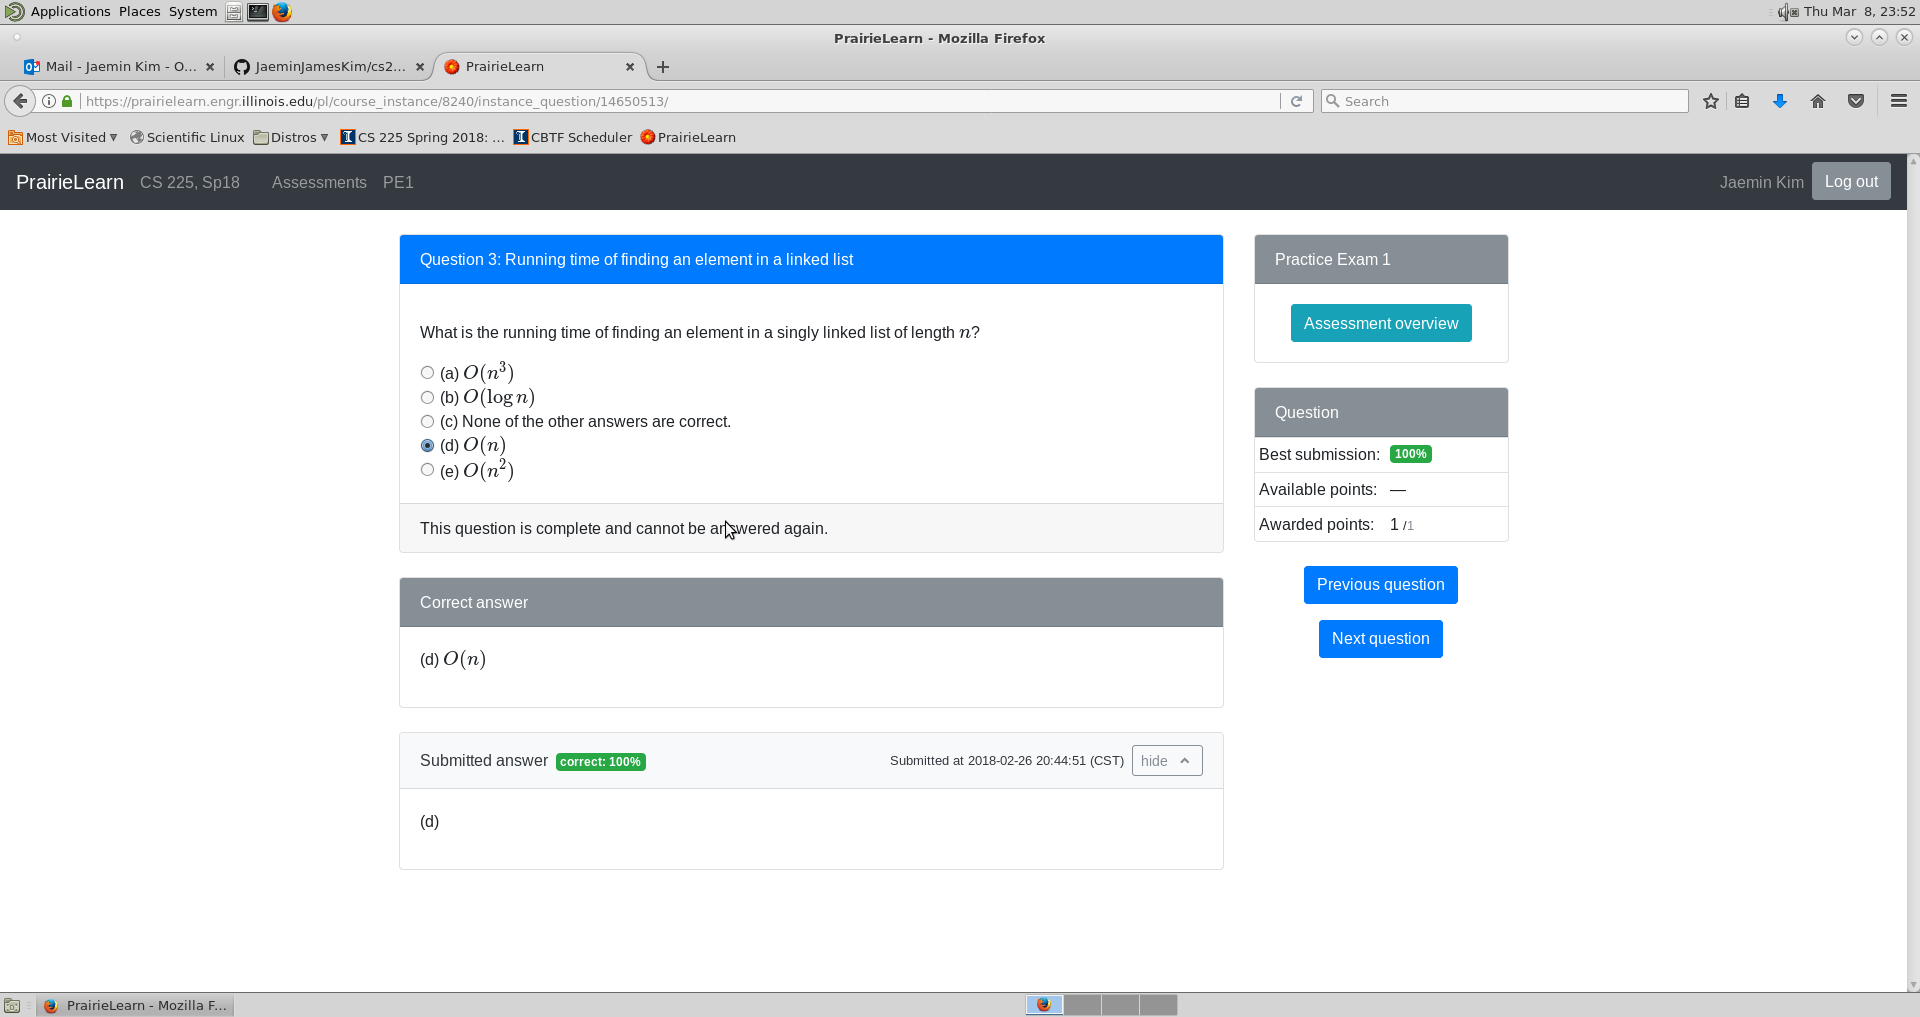 Applications Places System
Thu Mar 8, 23:52
PrairieLearn - Mozilla Firefox
Mail - Jaemin Kim - O...
JaeminJamesKim/cs2...
PrairieLearn
https://prairielearn.engr.illinois.edu/pl/course_instance/8240/instance_question/14650513/
Search
Most Visited
Scientific Linux
Distros
CS 225 Spring 2018: ...
CBTF Scheduler
PrairieLearn
PrairieLearn CS 225, Sp18 Assessments PE1
Jaemin Kim Log out
Question 3: Running time of finding an element in a linked list
What is the running time of finding an element in a singly linked list of length n?
(a) O(n³)
(b) O(log n)
(c) None of the other answers are correct.
(d) O(n)
(e) O(n²)
This question is complete and cannot be answered again.
Correct answer
(d) O(n)
Submitted answer correct: 100%
Submitted at 2018-02-26 20:44:51 (CST) hide
(d)
Practice Exam 1
Assessment overview
Question
Best submission: 100%
Available points: —
Awarded points: 1 /1
Previous question
Next question
PrairieLearn - Mozilla F...